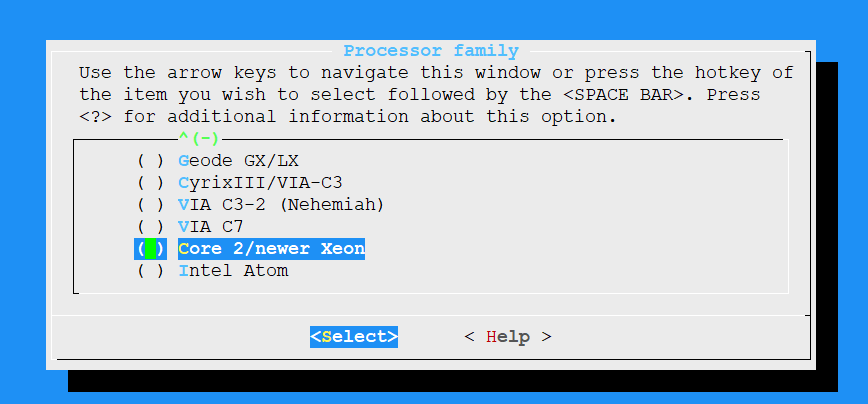 Processor family
Use the arrow keys to navigate this window or press the hotkey of
the item you wish to select followed by the <SPACE BAR>. Press
<?> for additional information about this option.
^(-)
( ) Geode GX/LX
( ) CyrixIII/VIA-C3
( ) VIA C3-2 (Nehemiah)
( ) VIA C7
( ) Core 2/newer Xeon
( ) Intel Atom
<Select> < Help >